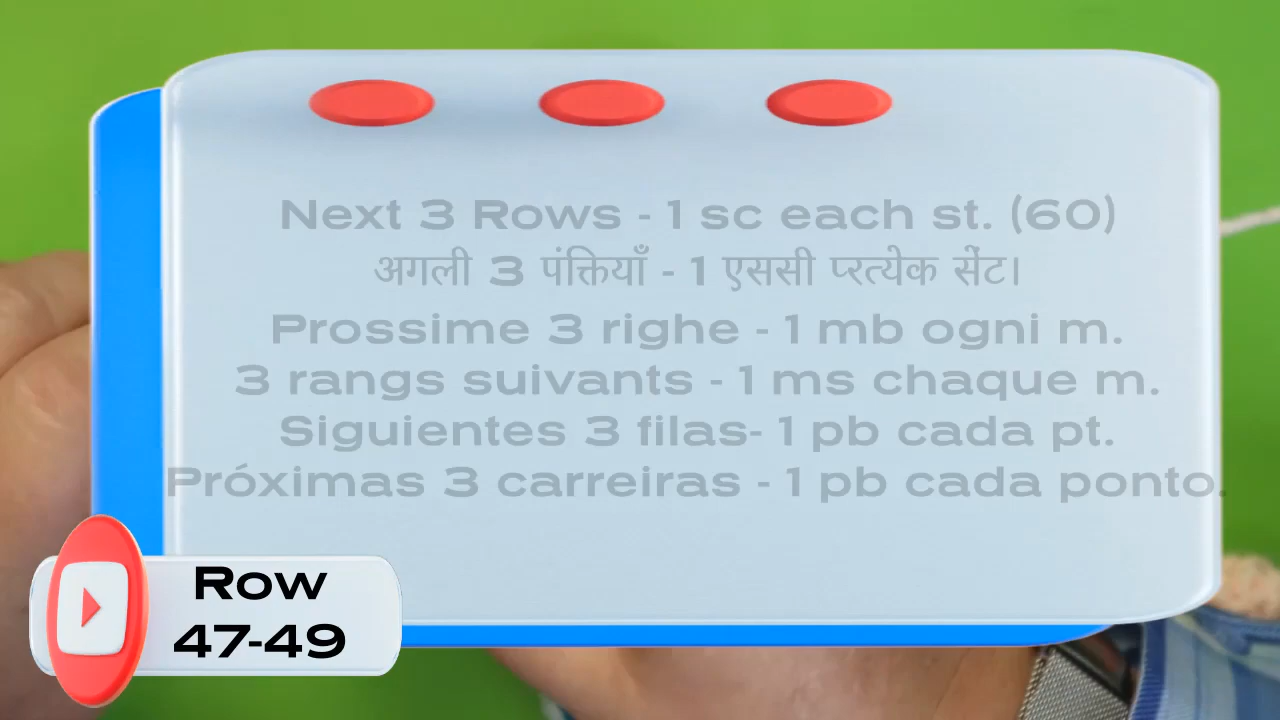 Next 3 Rows - 1 sc each st. (60)
अगली 3 पंक्तियाँ - 1 एससी प्रत्येक सेंट।
Prossime 3 righe - 1 mb ogni m.
3 rangs suivants - 1 ms chaque m.
Siguientes 3 filas- 1 pb cada pt.
Próximas 3 carreiras - 1 pb cada ponto.
Row
47-49